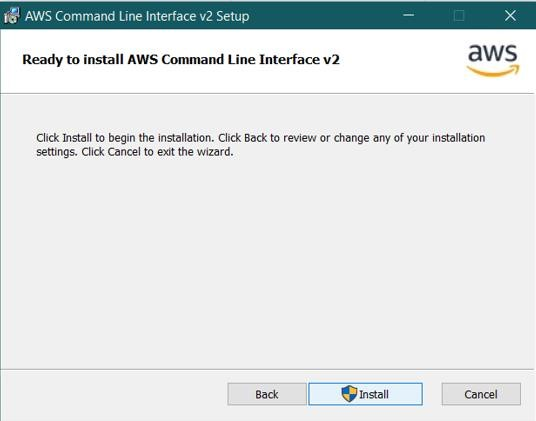 AWS Command Line Interface v2 Setup
Ready to install AWS Command Line Interface v2
aws
Click Install to begin the installation. Click Back to review or change any of your installation
settings. Click Cancel to exit the wizard.
Back
Install
Cancel